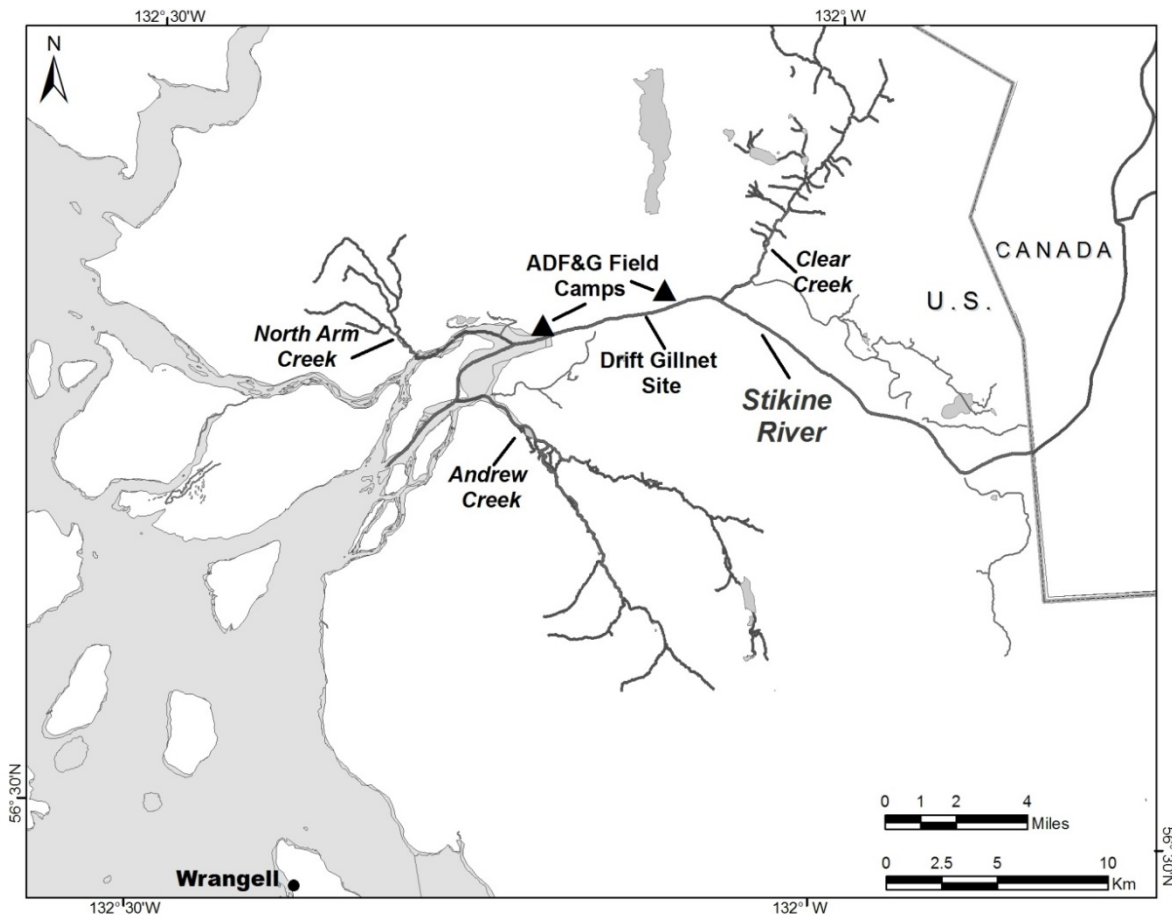 132° 30'W
132° W
N
CANADA
Clear
Creek
U.S.
ADF&G Field
Camps
North Arm
Creek
Drift Gillnet
Site
Stikine
River
Andrew
Creek
56° 30'N
0 1 2 4
Miles
56° 30'N
0 2.5 5 10
Km
Wrangell
132° 30' W
132° W